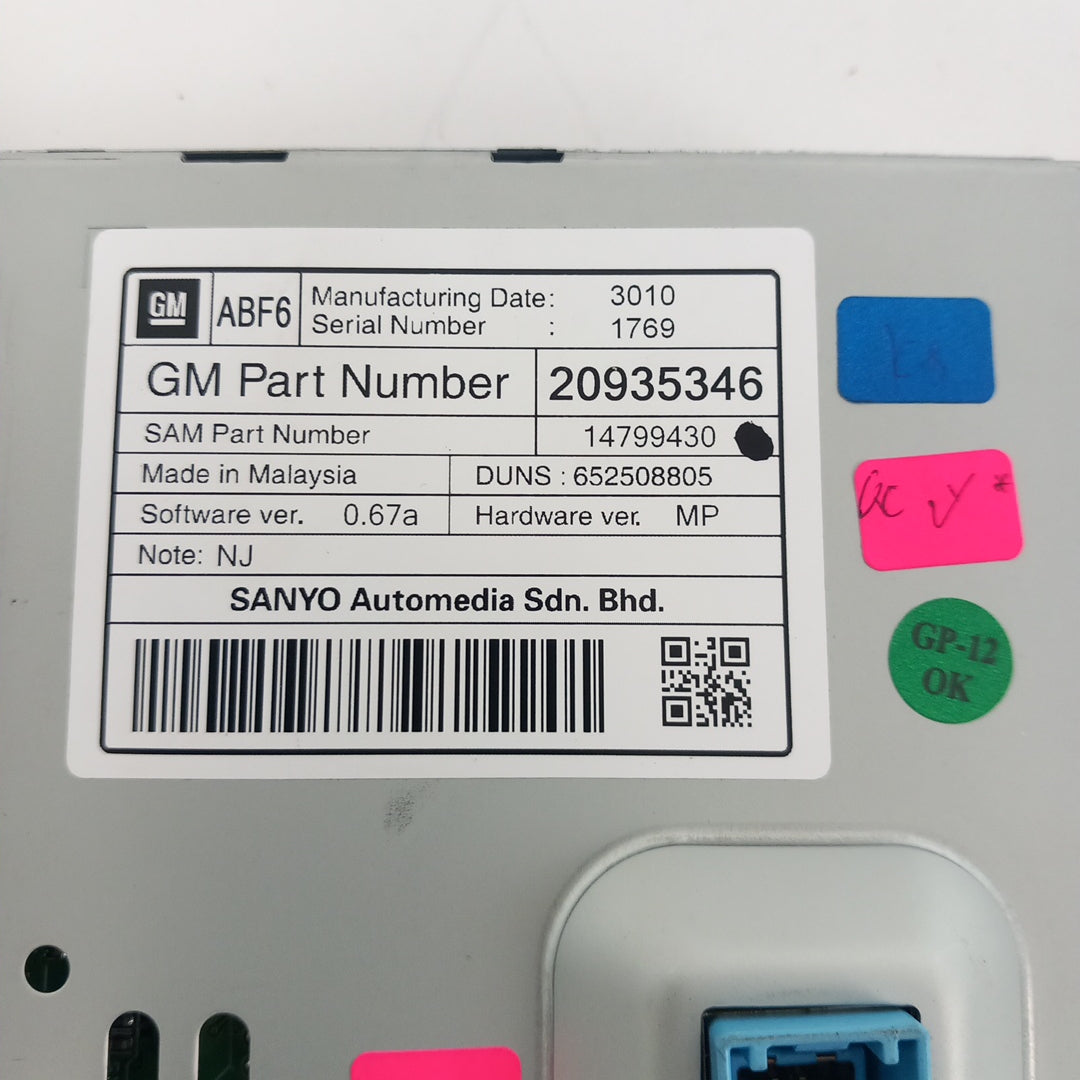 GM
ABF6
Manufacturing Date: 3010
Serial Number : 1769
GM Part Number 20935346
SAM Part Number 14799430
Made in Malaysia DUNS : 652508805
Software ver. 0.67a Hardware ver. MP
Note: NJ
SANYO Automedia Sdn. Bhd.
QC
GP-12
OK